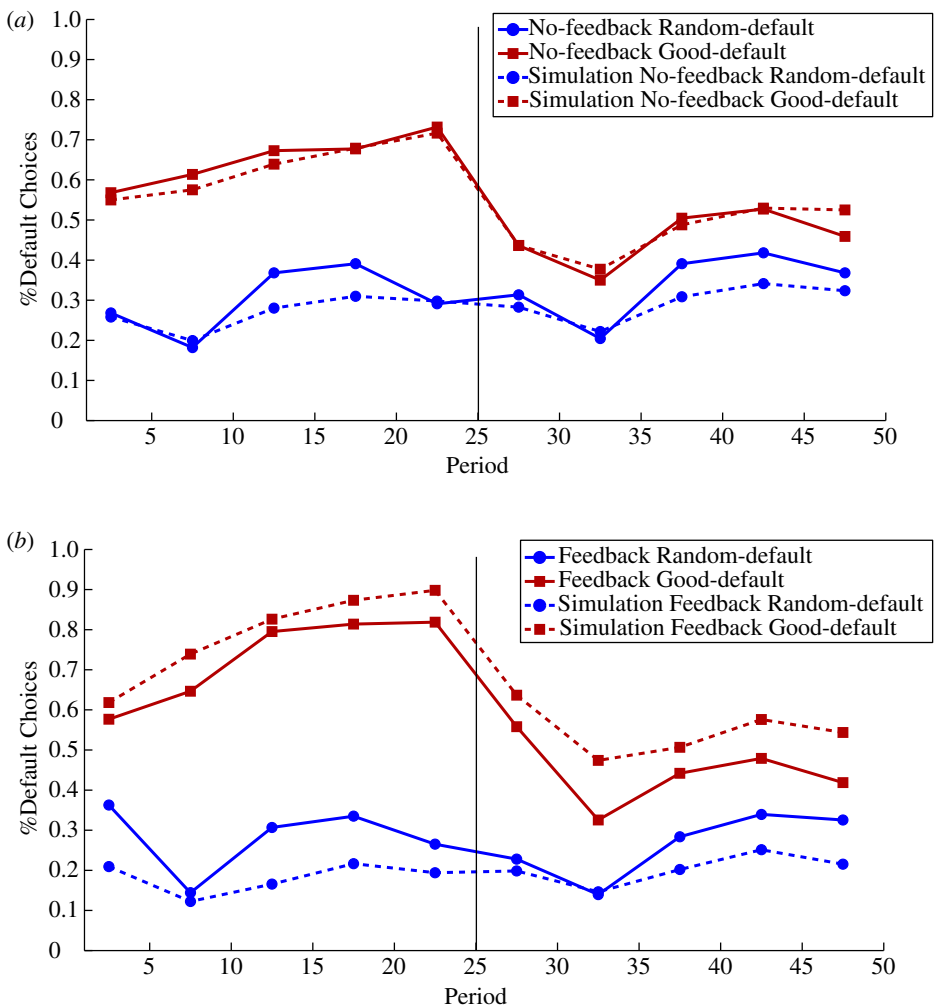 (a)
1.0
0.9
0.8
0.7
0.6
0.5
0.4
0.3
0.2
0.1
0
%Default Choices
No-feedback Random-default
No-feedback Good-default
Simulation No-feedback Random-default
Simulation No-feedback Good-default
5 10 15 20 25 30 35 40 45 50
Period
(b)
1.0
0.9
0.8
0.7
0.6
0.5
0.4
0.3
0.2
0.1
0
%Default Choices
Feedback Random-default
Feedback Good-default
Simulation Feedback Random-default
Simulation Feedback Good-default
5 10 15 20 25 30 35 40 45 50
Period